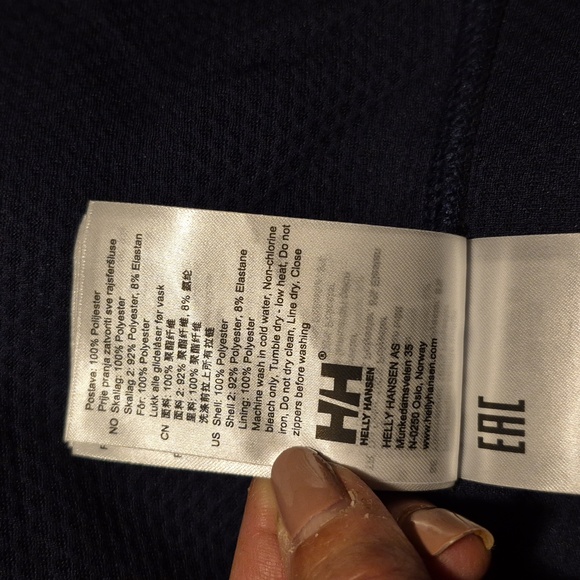 Postava: 100% Polijester
Prije pranja zatvoriti sve rajsferšluse
NO Skallag: 100% Polyester
Skallag 2: 92% Polyester, 8% Elastan
Fôr: 100% Polyester
Lukk alle glidelåser før vask
CN 面料: 100% 聚酯纤维
面料 2: 92% 聚酯纤维, 8% 氨纶
里料: 100% 聚酯纤维
洗涤前拉上所有拉链
US Shell: 100% Polyester
Shell 2: 92% Polyester, 8% Elastane
Lining: 100% Polyester
Machine wash in cold water, Non-chlorine
bleach only, Tumble dry - low heat, Do not
iron, Do not dry clean, Line dry, Close
zippers before washing
HH®
HELLY HANSEN
HELLY HANSEN AS
Munkedamsveien 35
N-0250 Oslo, Norway
www.hellyhansen.com
EAC